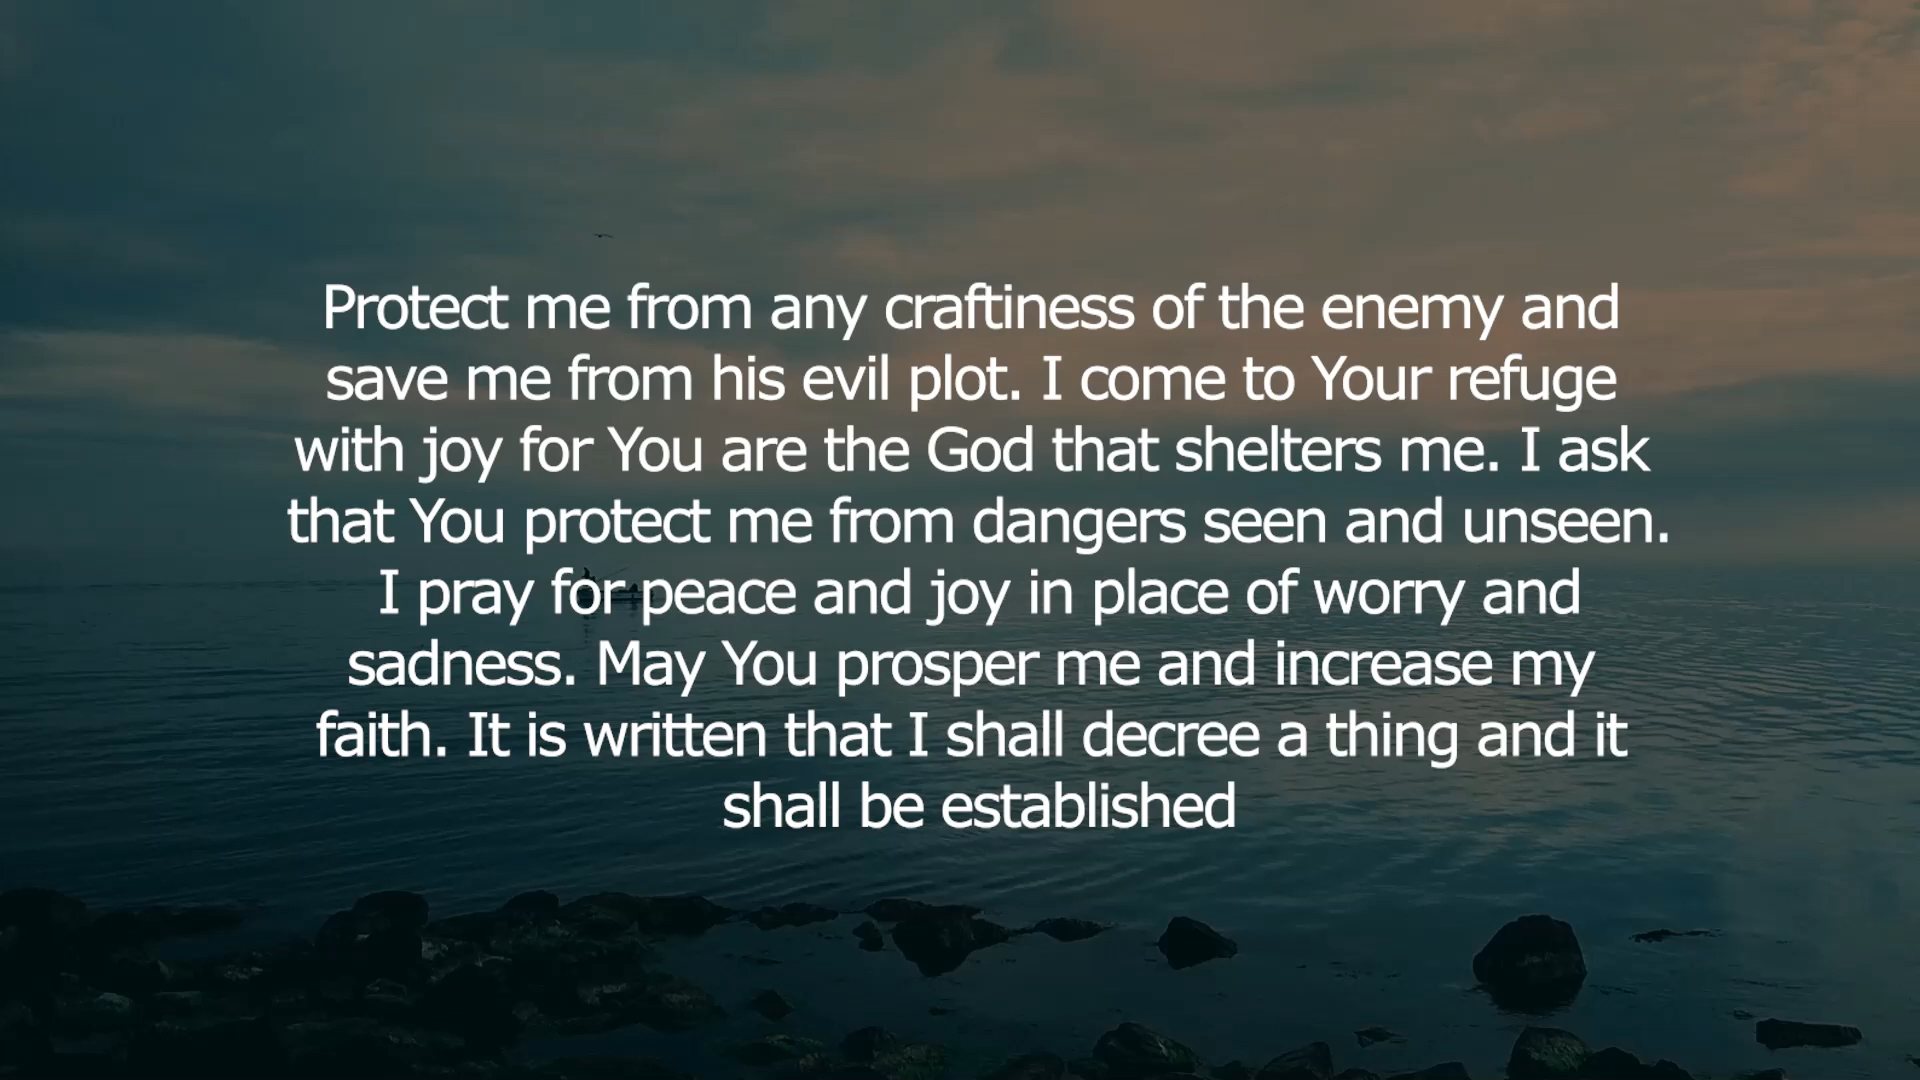 Protect me from any craftiness of the enemy and
save me from his evil plot. I come to Your refuge
with joy for You are the God that shelters me. I ask
that You protect me from dangers seen and unseen.
I pray for peace and joy in place of worry and
sadness. May You prosper me and increase my
faith. It is written that I shall decree a thing and it
shall be established